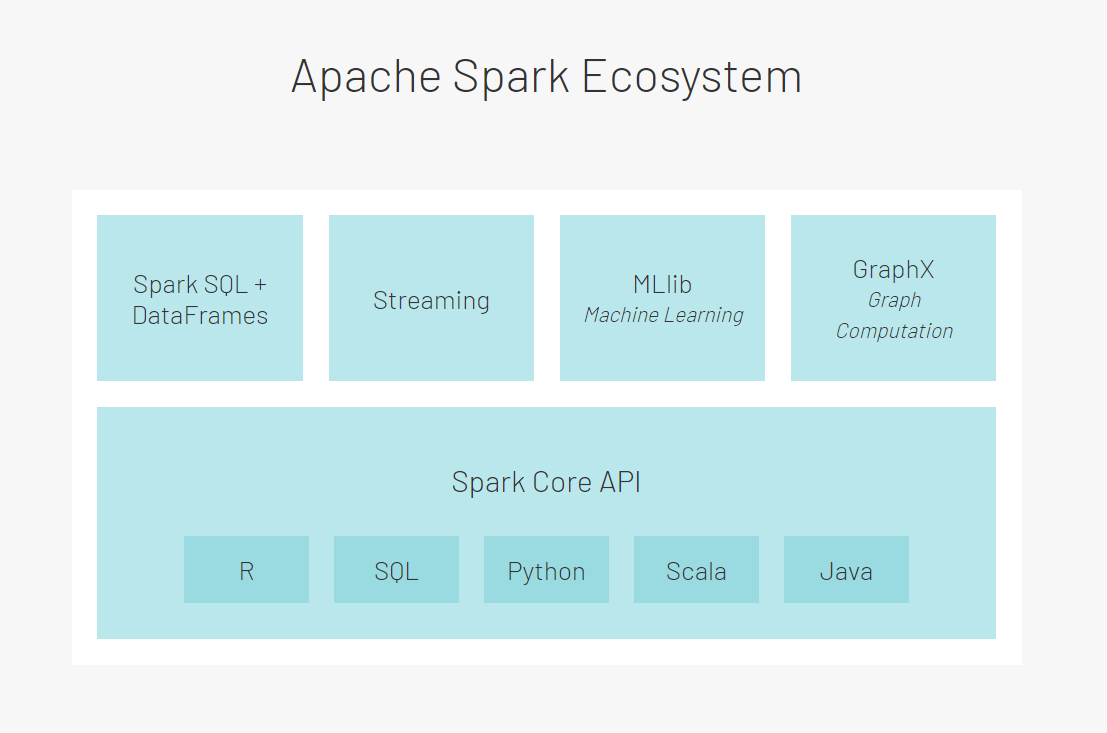 Apache Spark Ecosystem
Spark SQL +
DataFrames
Streaming
MLlib
Machine Learning
GraphX
Graph
Computation
Spark Core API
R
SQL
Python
Scala
Java